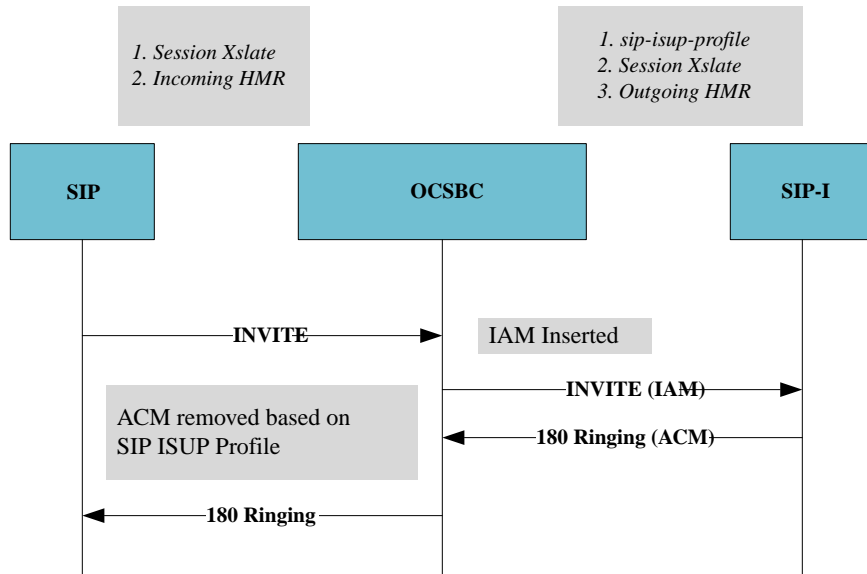 1. Session Xslate
2. Incoming HMR
1. sip-isup-profile
2. Session Xslate
3. Outgoing HMR
SIP
OCSBC
SIP-I
INVITE
IAM Inserted
INVITE (IAM)
ACM removed based on
SIP ISUP Profile
180 Ringing (ACM)
180 Ringing